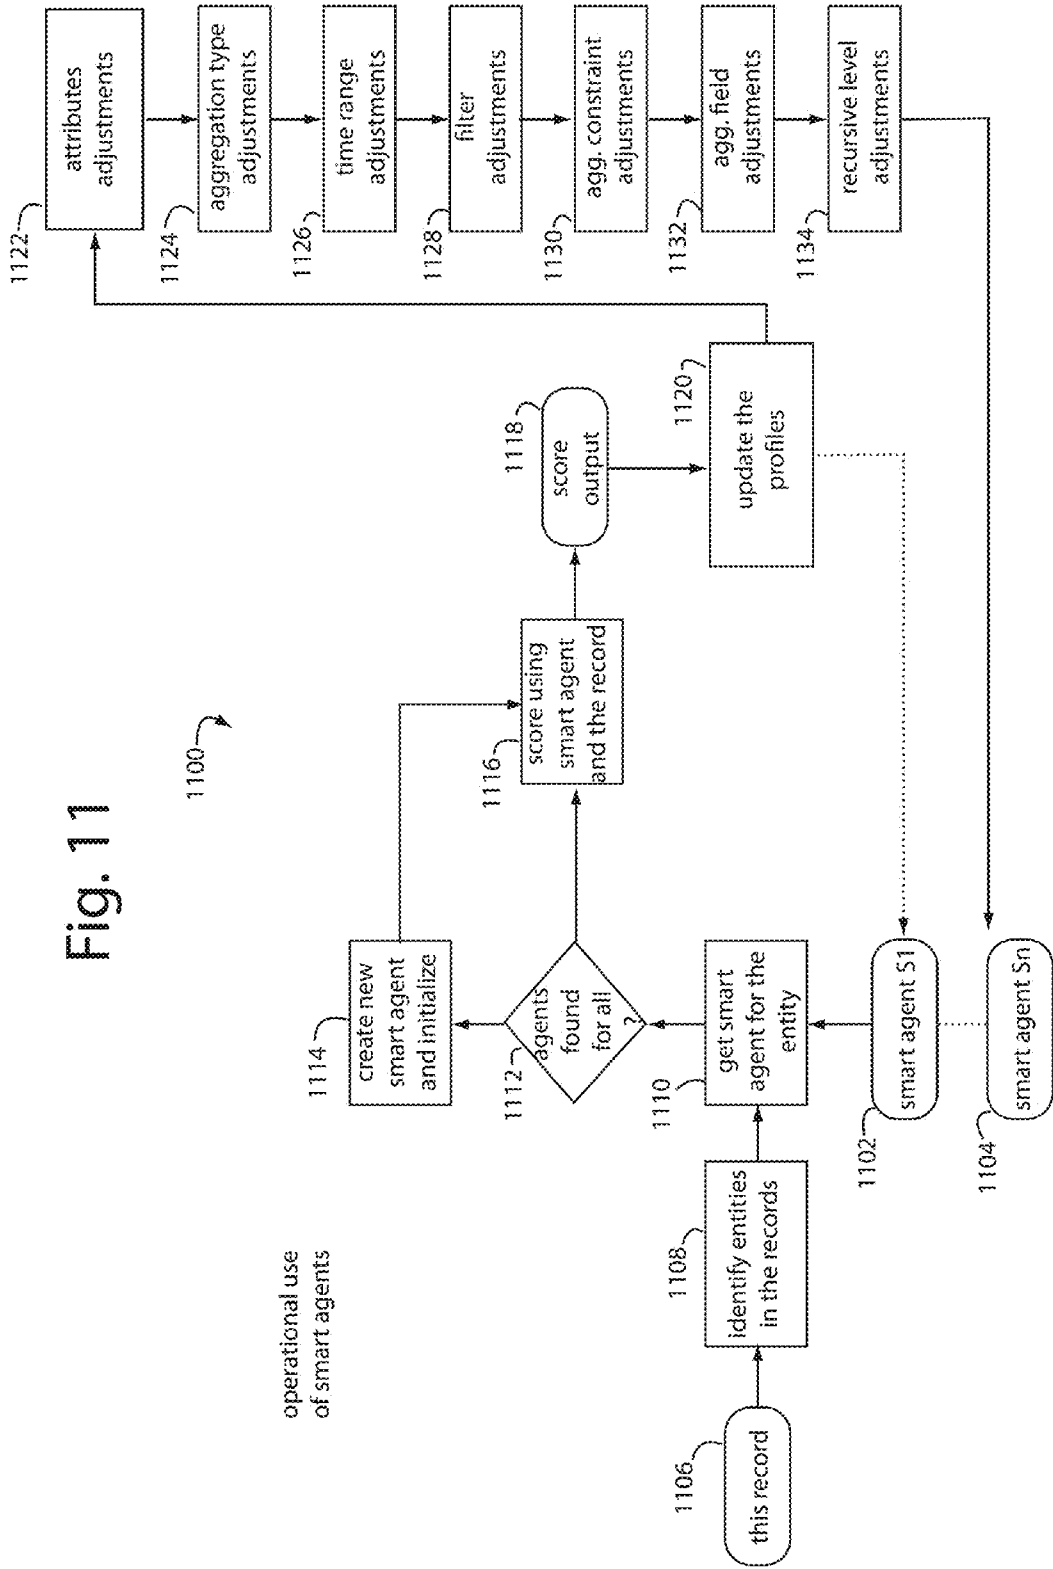 Fig. 11
operational use
of smart agents
1100
1106
this record
1108
identify entities
in the records
1110
get smart
agent for the
entity
1102
smart agent S1
1104
smart agent Sn
1112
agents
found
for all
?
1114
create new
smart agent
and initialize
1116
score using
smart agent
and the record
1118
score
output
1120
update the
profiles
1122
attributes
adjustments
1124
aggregation type
adjustments
1126
time range
adjustments
1128
filter
adjustments
1130
agg. constraint
adjustments
1132
agg. field
adjustments
1134
recursive level
adjustments